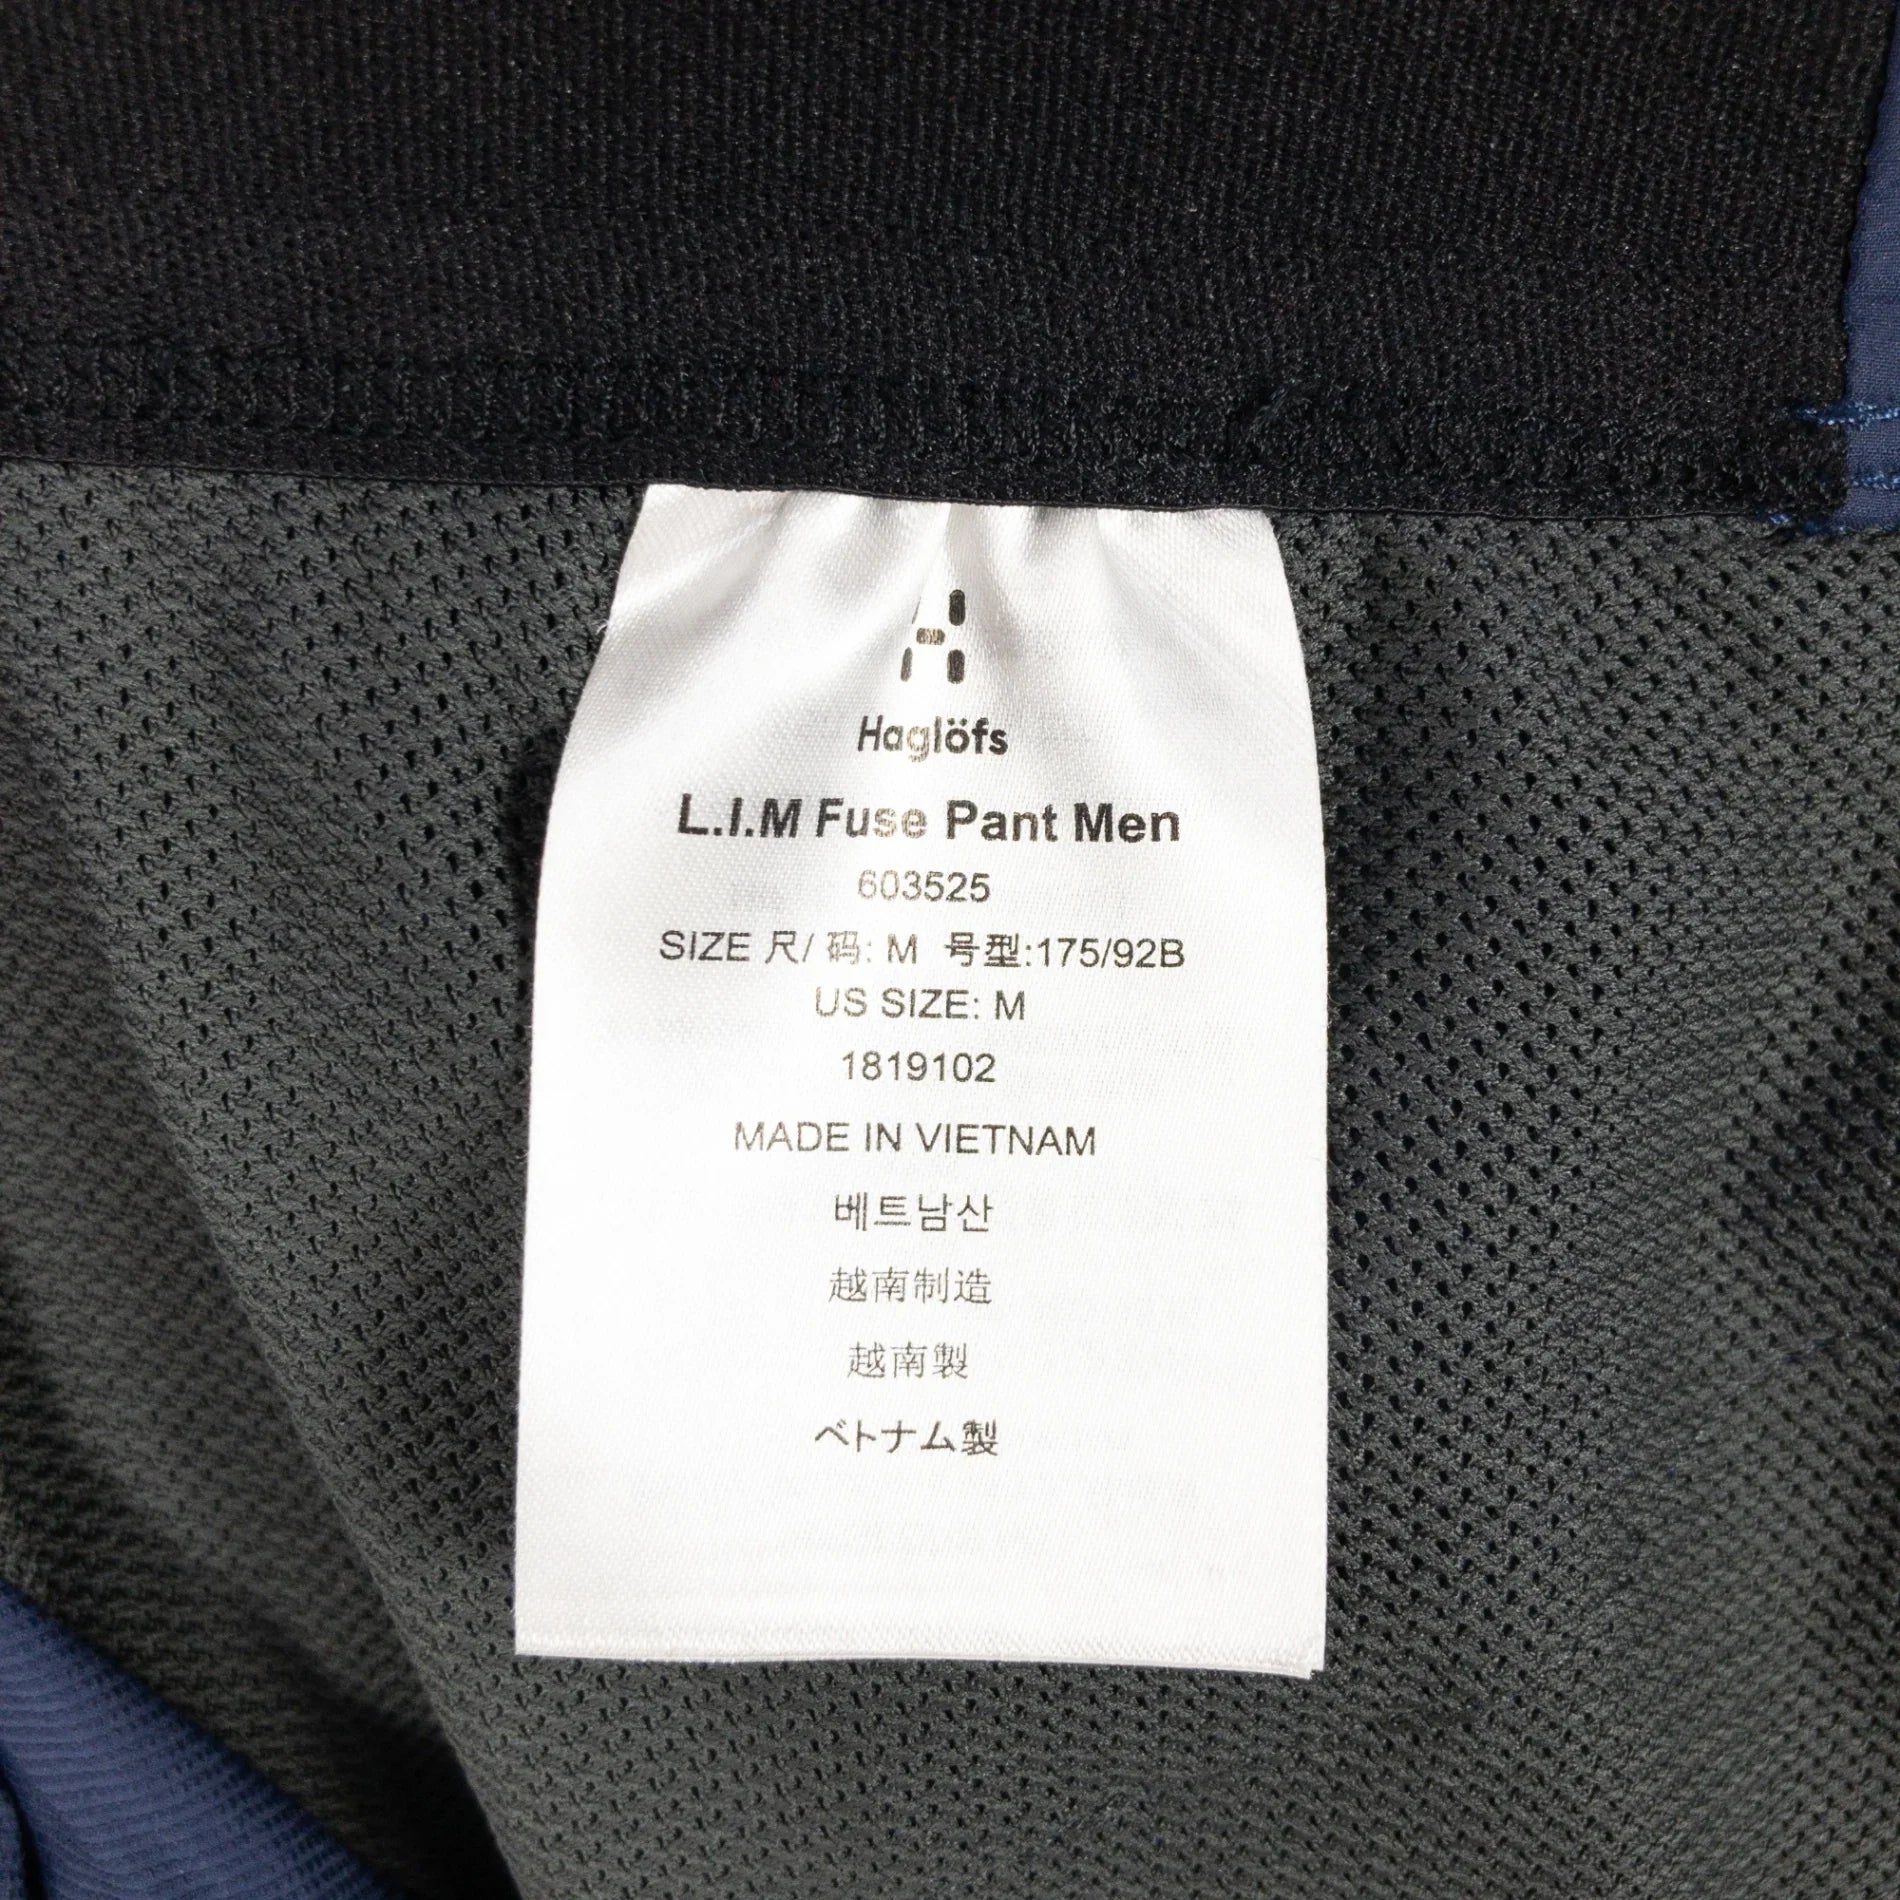 Haglöfs
L.I.M Fuse Pant Men
603525
SIZE 尺/ 码: M 号型:175/92B
US SIZE: M
1819102
MADE IN VIETNAM
베트남산
越南制造
越南製
ベトナム製